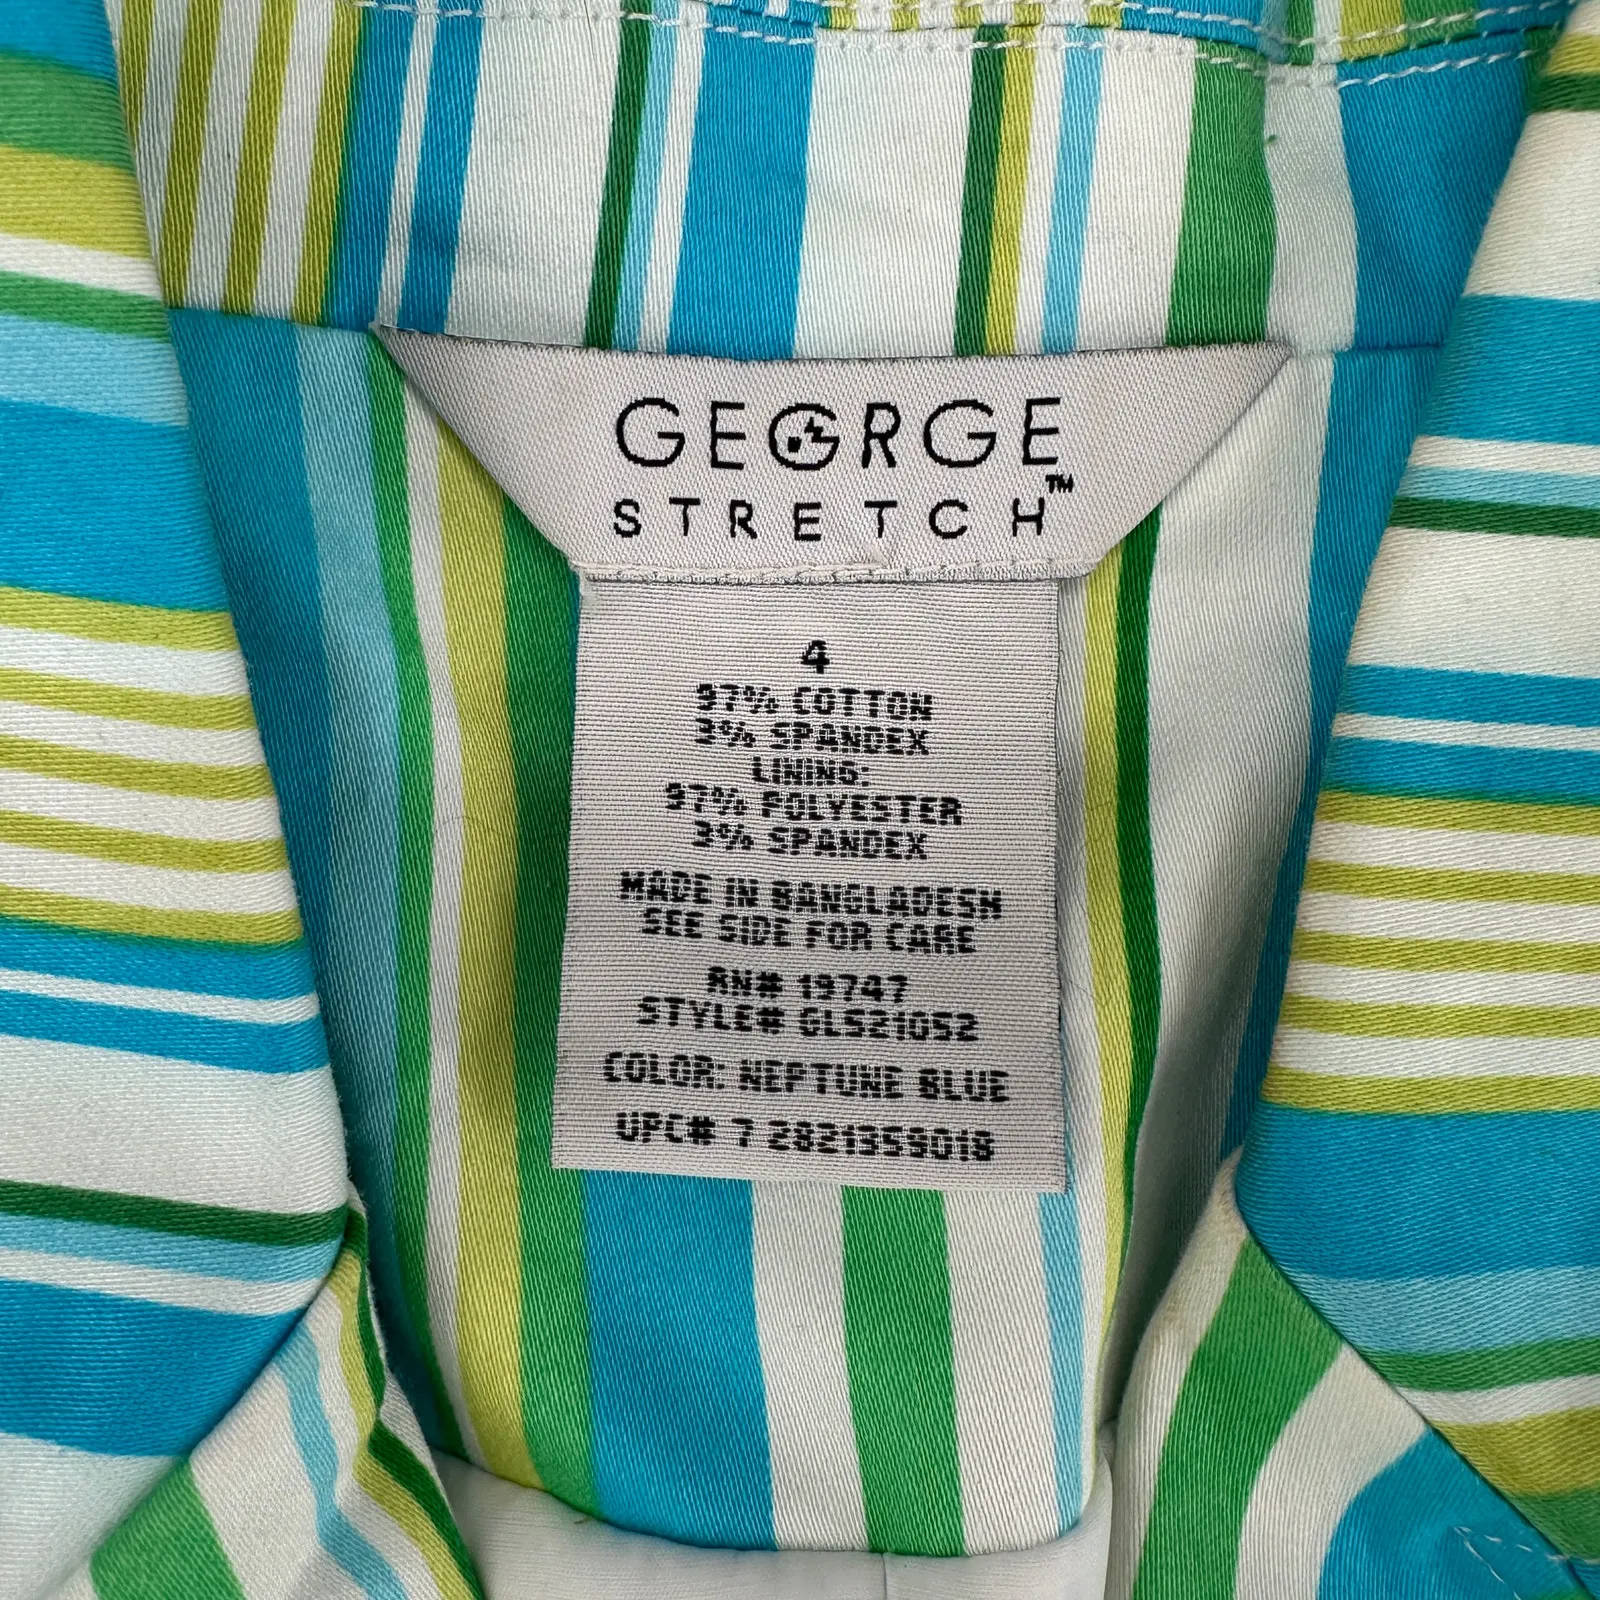 GEORGE
STRETCH™
4
97% COTTON
3% SPANDEX
LINING:
97% POLYESTER
3% SPANDEX
MADE IN BANGLADESH
SEE SIDE FOR CARE
RN# 19747
STYLE# GLS21052
COLOR: NEPTUNE BLUE
UPC# 7 2821359018